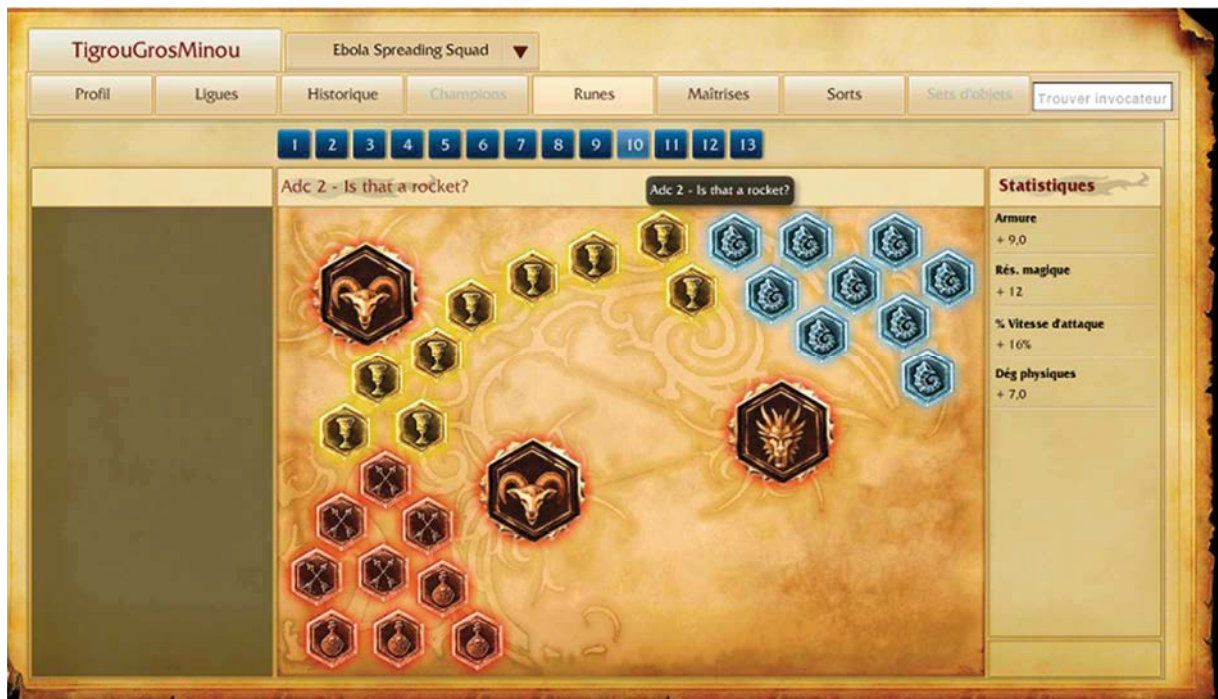 TigrouGrosMinou
Ebola Spreading Squad
Profil
Ligues
Historique
Champions
Runes
Maîtrises
Sorts
Sets d'objets
Trouver invocateur
1 2 3 4 5 6 7 8 9 10 11 12 13
Adc 2 - Is that a rocket?
Adc 2 - Is that a rocket?
Statistiques
Armure
+ 9,0
Rés. magique
+ 12
% Vitesse d'attaque
+ 16%
Dég physiques
+ 7,0